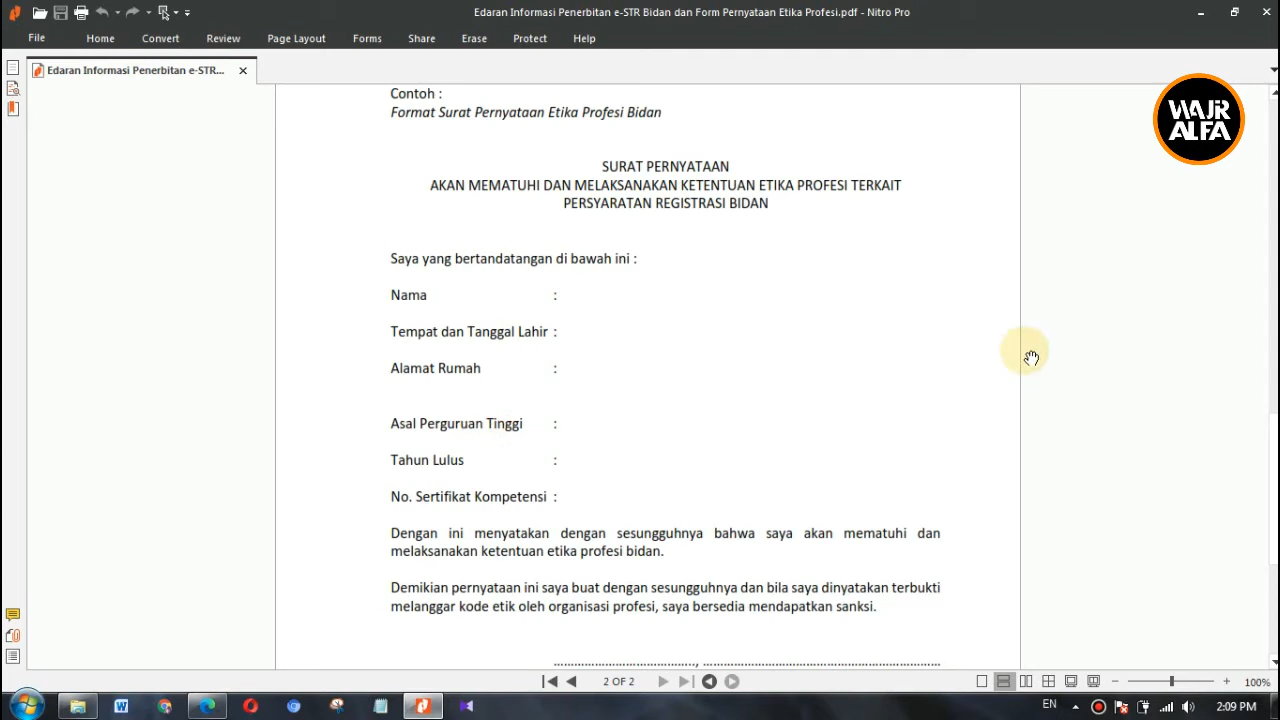 Edaran Informasi Penerbitan e-STR Bidan dan Form Pernyataan Etika Profesi.pdf - Nitro Pro
File Home Convert Review Page Layout Forms Share Erase Protect Help
Edaran Informasi Penerbitan e-STR...
WAJR
ALFA
Contoh :
Format Surat Pernyataan Etika Profesi Bidan
SURAT PERNYATAAN
AKAN MEMATUHI DAN MELAKSANAKAN KETENTUAN ETIKA PROFESI TERKAIT
PERSYARATAN REGISTRASI BIDAN
Saya yang bertandatangan di bawah ini :
Nama :
Tempat dan Tanggal Lahir :
Alamat Rumah :
Asal Perguruan Tinggi :
Tahun Lulus :
No. Sertifikat Kompetensi :
Dengan ini menyatakan dengan sesungguhnya bahwa saya akan mematuhi dan
melaksanakan ketentuan etika profesi bidan.
Demikian pernyataan ini saya buat dengan sesungguhnya dan bila saya dinyatakan terbukti
melanggar kode etik oleh organisasi profesi, saya bersedia mendapatkan sanksi.
........................................, ....................................................................
2 OF 2
100%
EN 2:09 PM